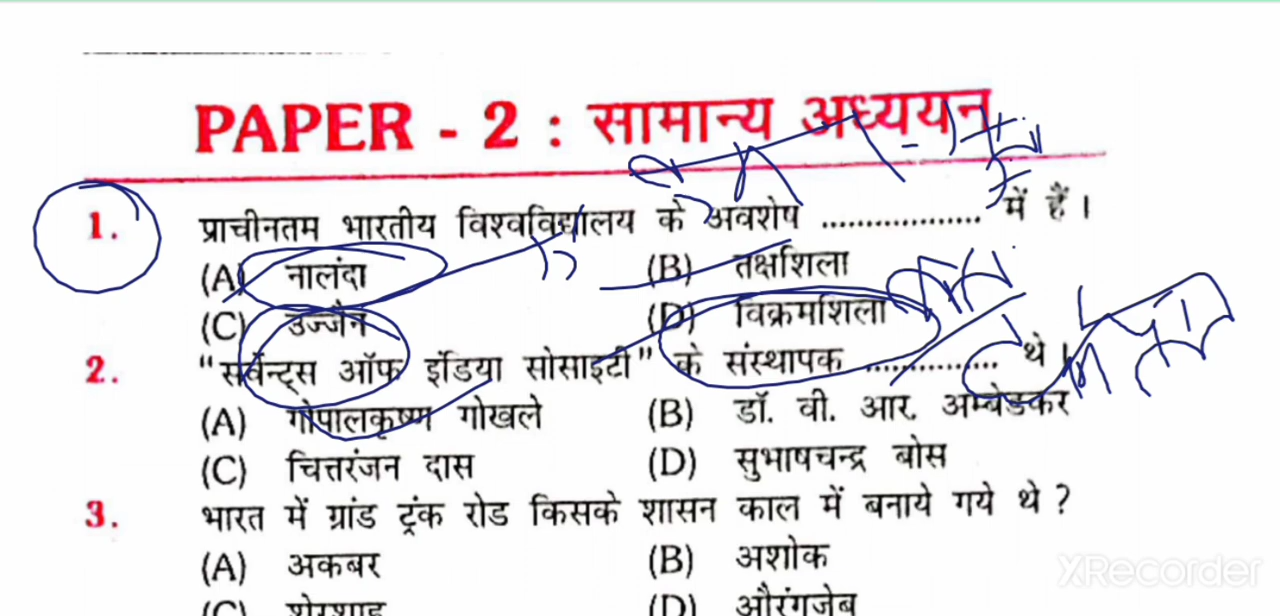 PAPER - 2 : सामान्य अध्ययन
1. प्राचीनतम भारतीय विश्वविद्यालय के अवशेष .................. में हैं।
(A) नालंदा (B) तक्षशिला
(C) उज्जैन (D) विक्रमशिला
2. “सर्वेन्ट्स ऑफ इंडिया सोसाइटी” के संस्थापक ............... थे।
(A) गोपालकृष्ण गोखले (B) डॉ. वी. आर. अम्बेडकर
(C) चित्तरंजन दास (D) सुभाषचन्द्र बोस
3. भारत में ग्रांड ट्रंक रोड किसके शासन काल में बनाये गये थे ?
(A) अकबर (B) अशोक
(C) शेरशाह (D) औरंगजेब
XRecorder